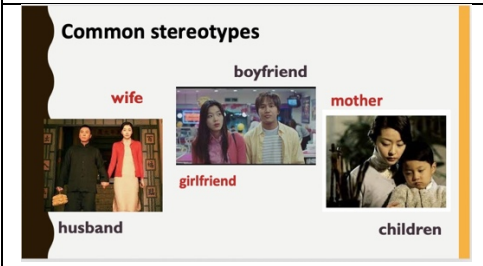 Common stereotypes
boyfriend
wife
mother
girlfriend
husband
children